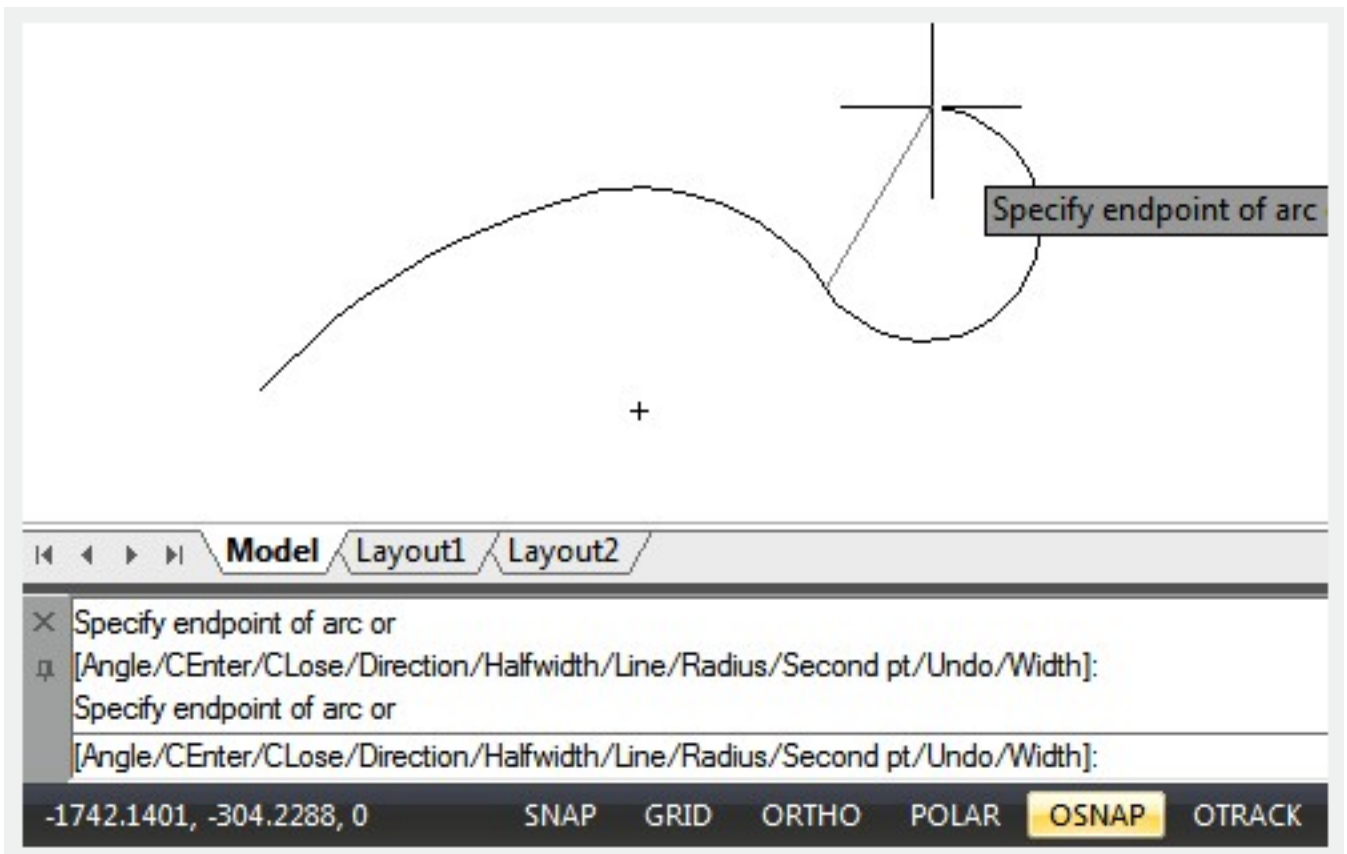 Specify endpoint of arc
Model Layout1 Layout2
Specify endpoint of arc or
[Angle/CEnter/CLose/Direction/Halfwidth/Line/Radius/Second pt/Undo/Width]:
Specify endpoint of arc or
[Angle/CEnter/CLose/Direction/Halfwidth/Line/Radius/Second pt/Undo/Width]:
-1742.1401, -304.2288, 0 SNAP GRID ORTHO POLAR OSNAP OTRACK